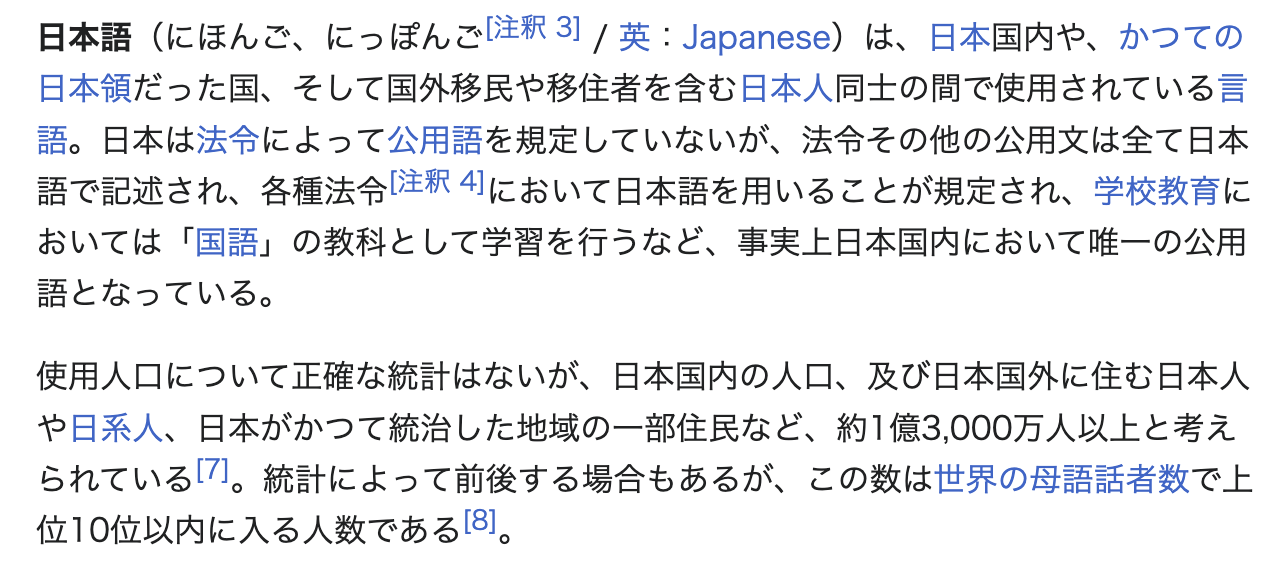 日本語（にほんご、にっぽんご[注釈 3] / 英：Japanese）は、日本国内や、かつての
日本領だった国、そして国外移民や移住者を含む日本人同士の間で使用されている言
語。日本は法令によって公用語を規定していないが、法令その他の公用文は全て日本
語で記述され、各種法令[注釈 4]において日本語を用いることが規定され、学校教育に
おいては「国語」の教科として学習を行うなど、事実上日本国内において唯一の公用
語となっている。
使用人口について正確な統計はないが、日本国内の人口、及び日本国外に住む日本人
や日系人、日本がかつて統治した地域の一部住民など、約1億3,000万人以上と考え
られている[7]。統計によって前後する場合もあるが、この数は世界の母語話者数で上
位10位以内に入る人数である[8]。